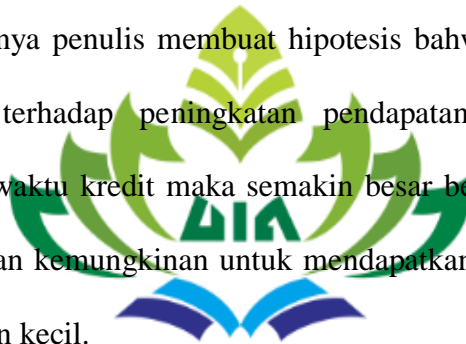 nya penulis membuat hipotesis bahw
terhadap peningkatan pendapatan
waktu kredit maka semakin besar be
an kemungkinan untuk mendapatkan
n kecil.
UIN